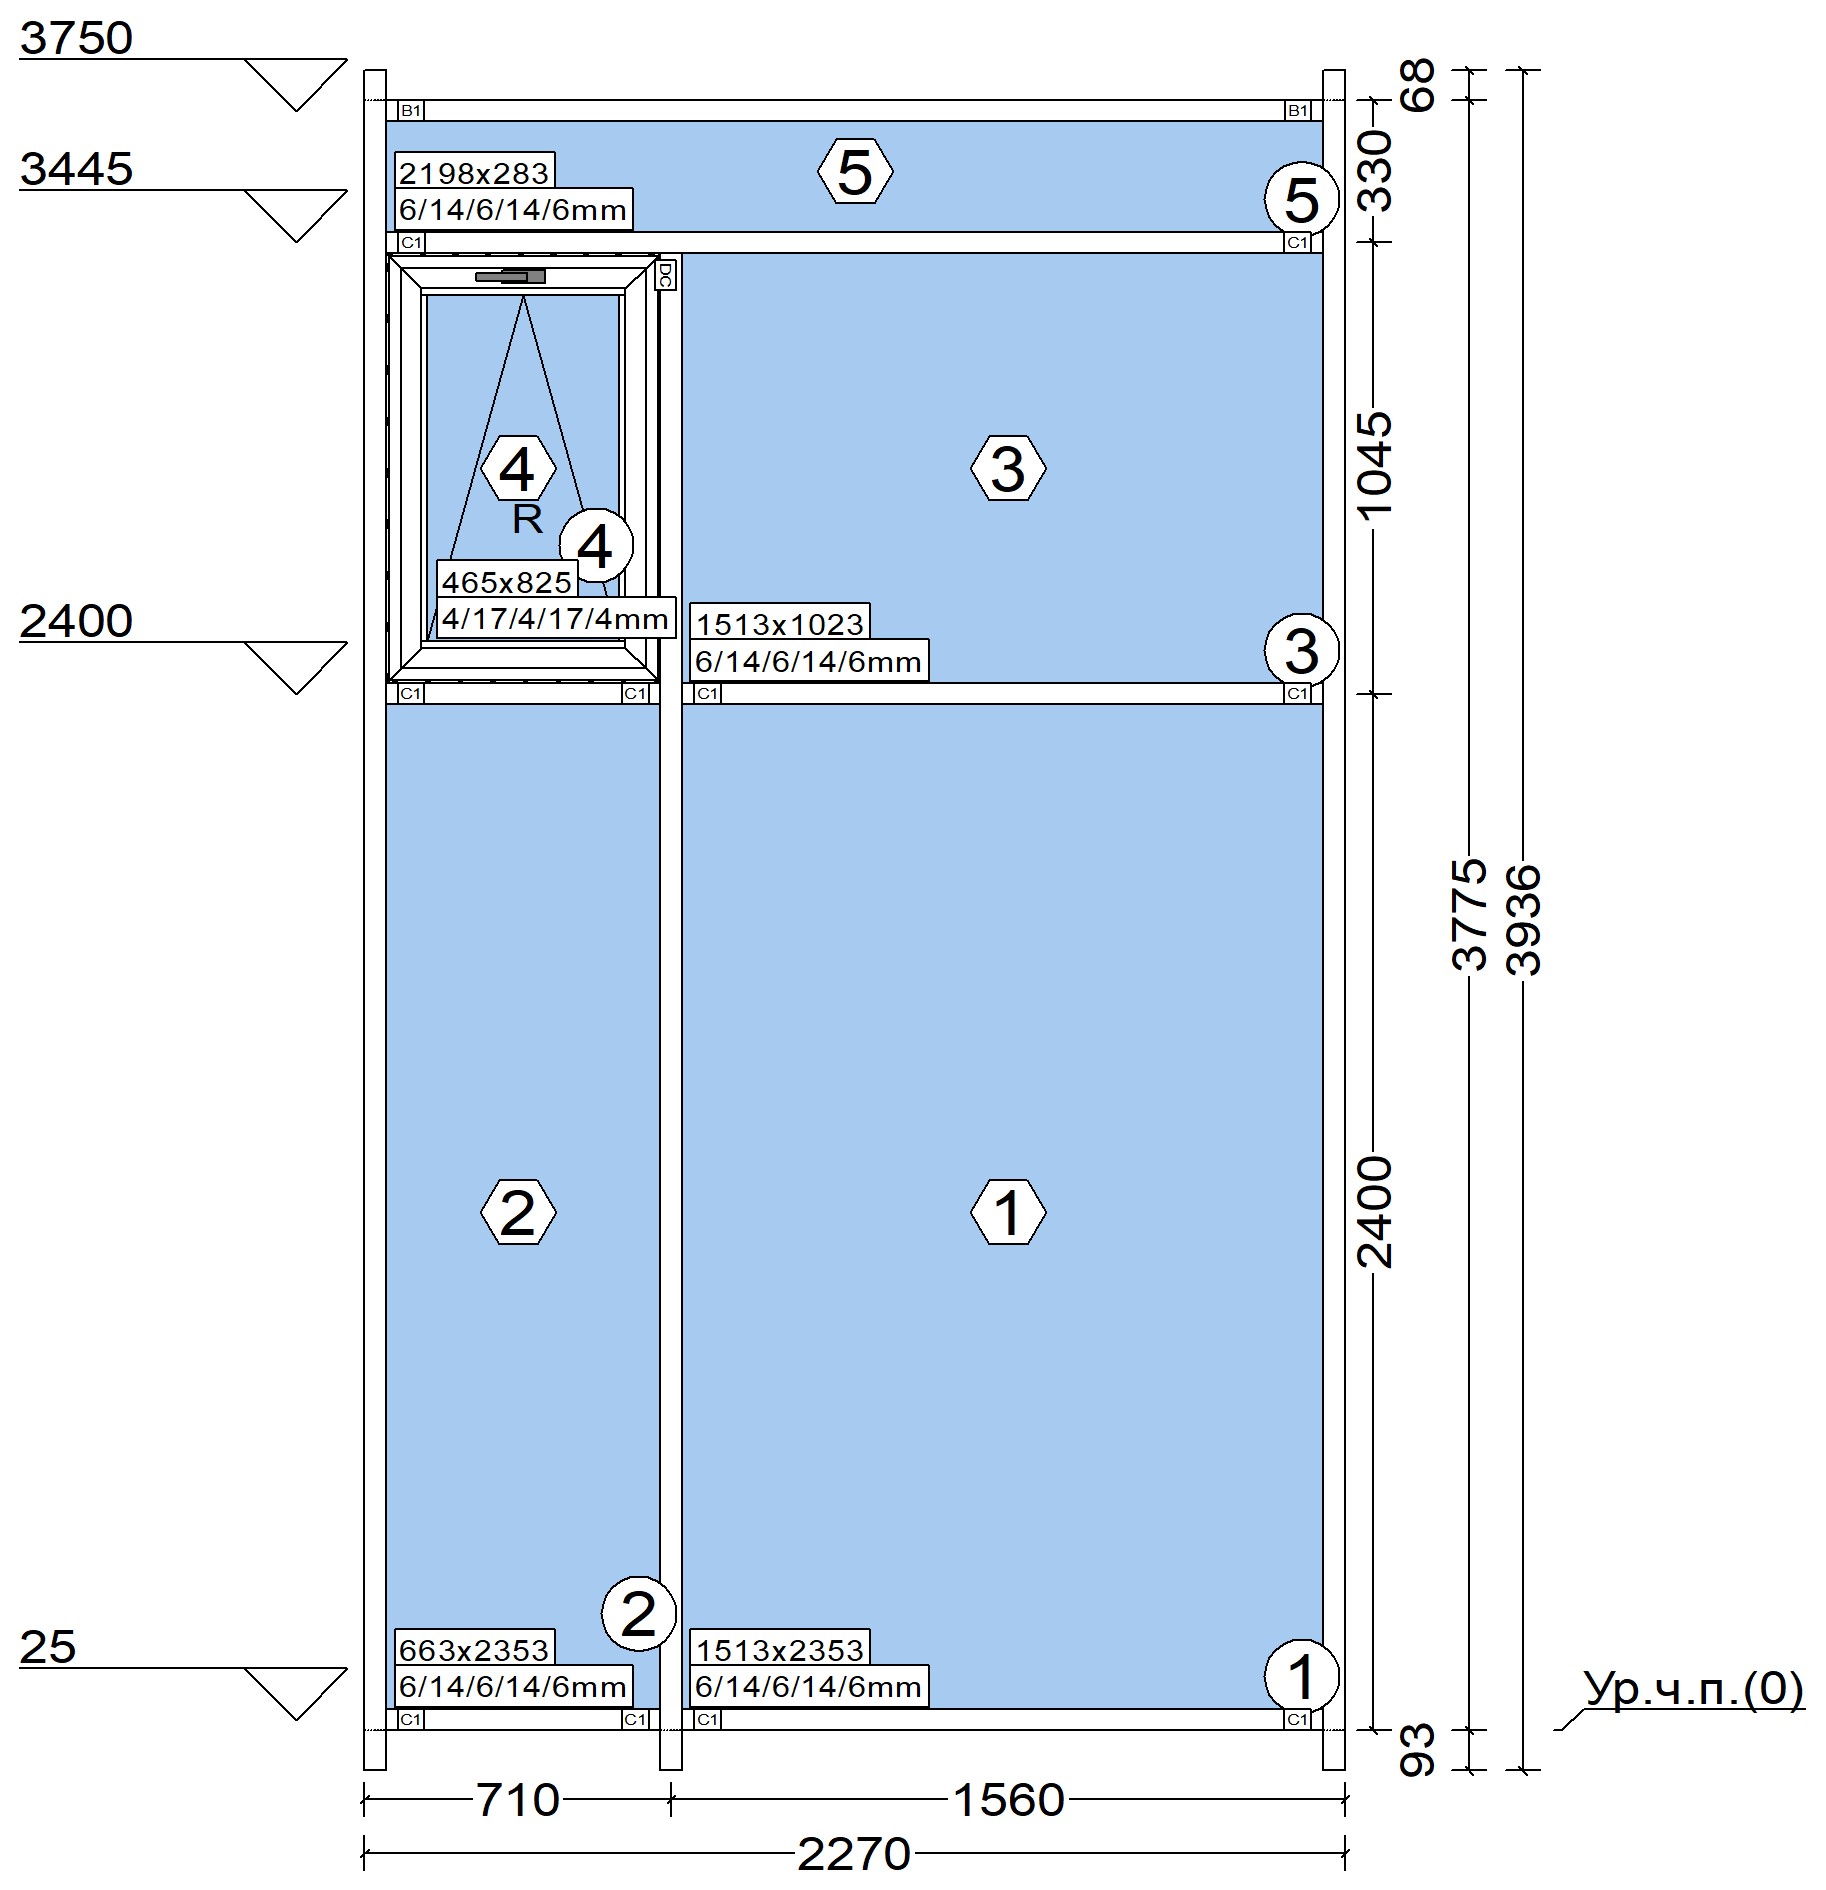 3750
68
B1
B1
330
3445
2198x283
6/14/6/14/6mm
5
5
C1
C1
DC
4
R
4
465x825
4/17/4/17/4mm
3
1045
2400
1513x1023
6/14/6/14/6mm
3
C1
C1
C1
C1
3775
3936
2
1
2400
2
25
663x2353
6/14/6/14/6mm
1513x2353
6/14/6/14/6mm
1
Ур.ч.п.(0)
C1
C1
C1
C1
93
710
1560
2270